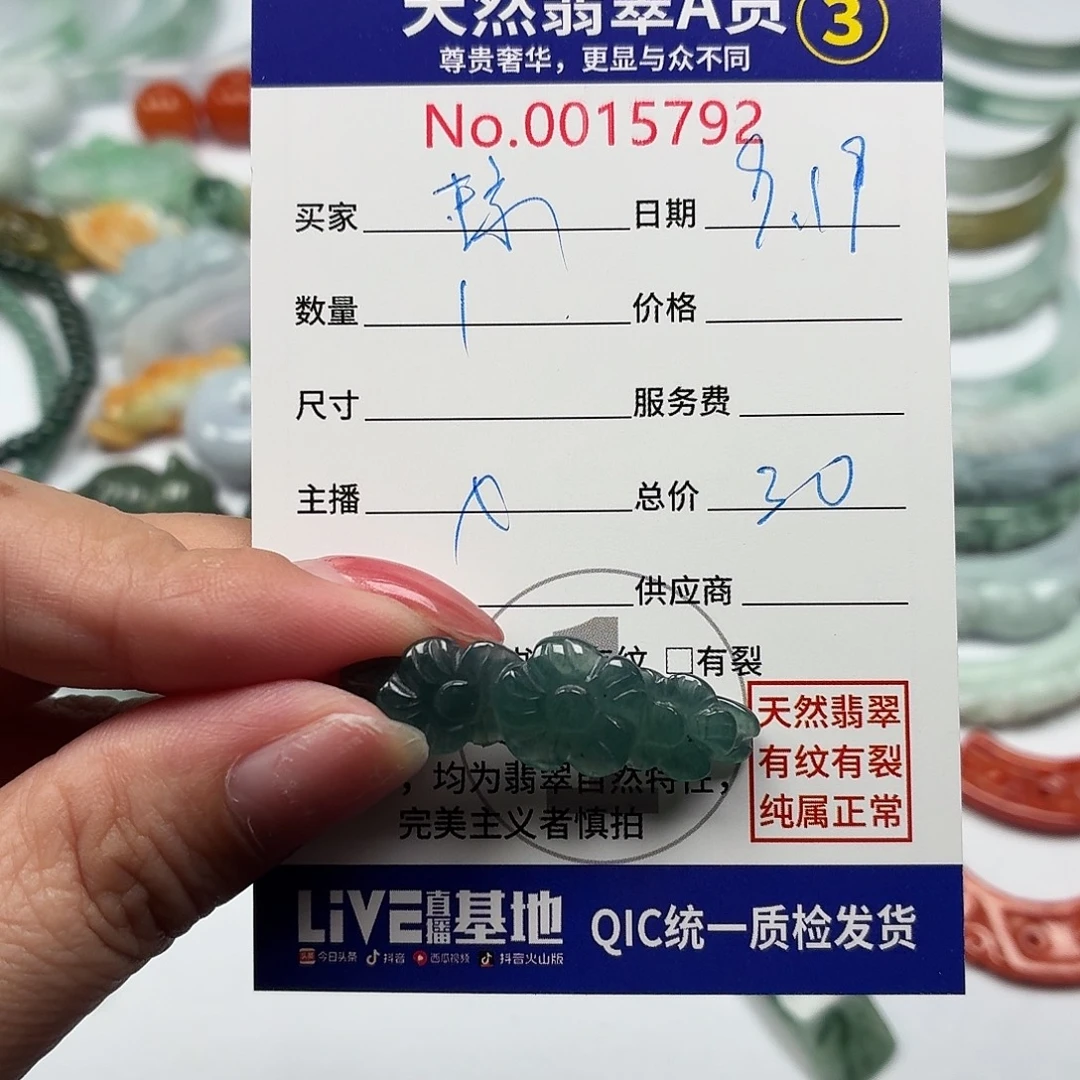 天然翡翠A货 3
尊贵奢华，更显与众不同
No.0015792
买家 日期 9.19
数量 1 价格
尺寸 服务费
主播 总价 30
供应商
纹 □有裂
天然翡翠
有纹有裂
纯属正常
，均为翡翠自然特性，
完美主义者慎拍
LiVE直播基地 QIC统一质检发货
头条 今日头条 抖音 西瓜视频 抖音火山版